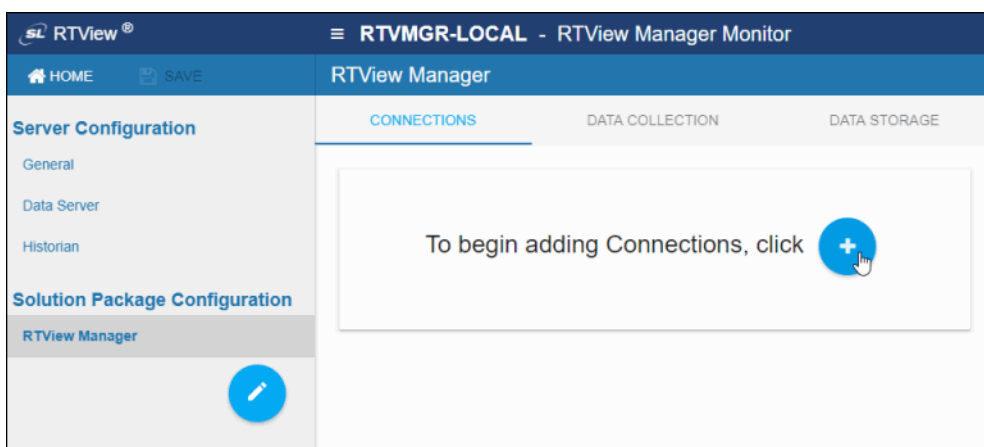 SL RTView ®
≡ RTVMGR-LOCAL - RTView Manager Monitor
HOME SAVE
RTView Manager
CONNECTIONS DATA COLLECTION DATA STORAGE
Server Configuration
General
Data Server
Historian
Solution Package Configuration
RTView Manager
To begin adding Connections, click +